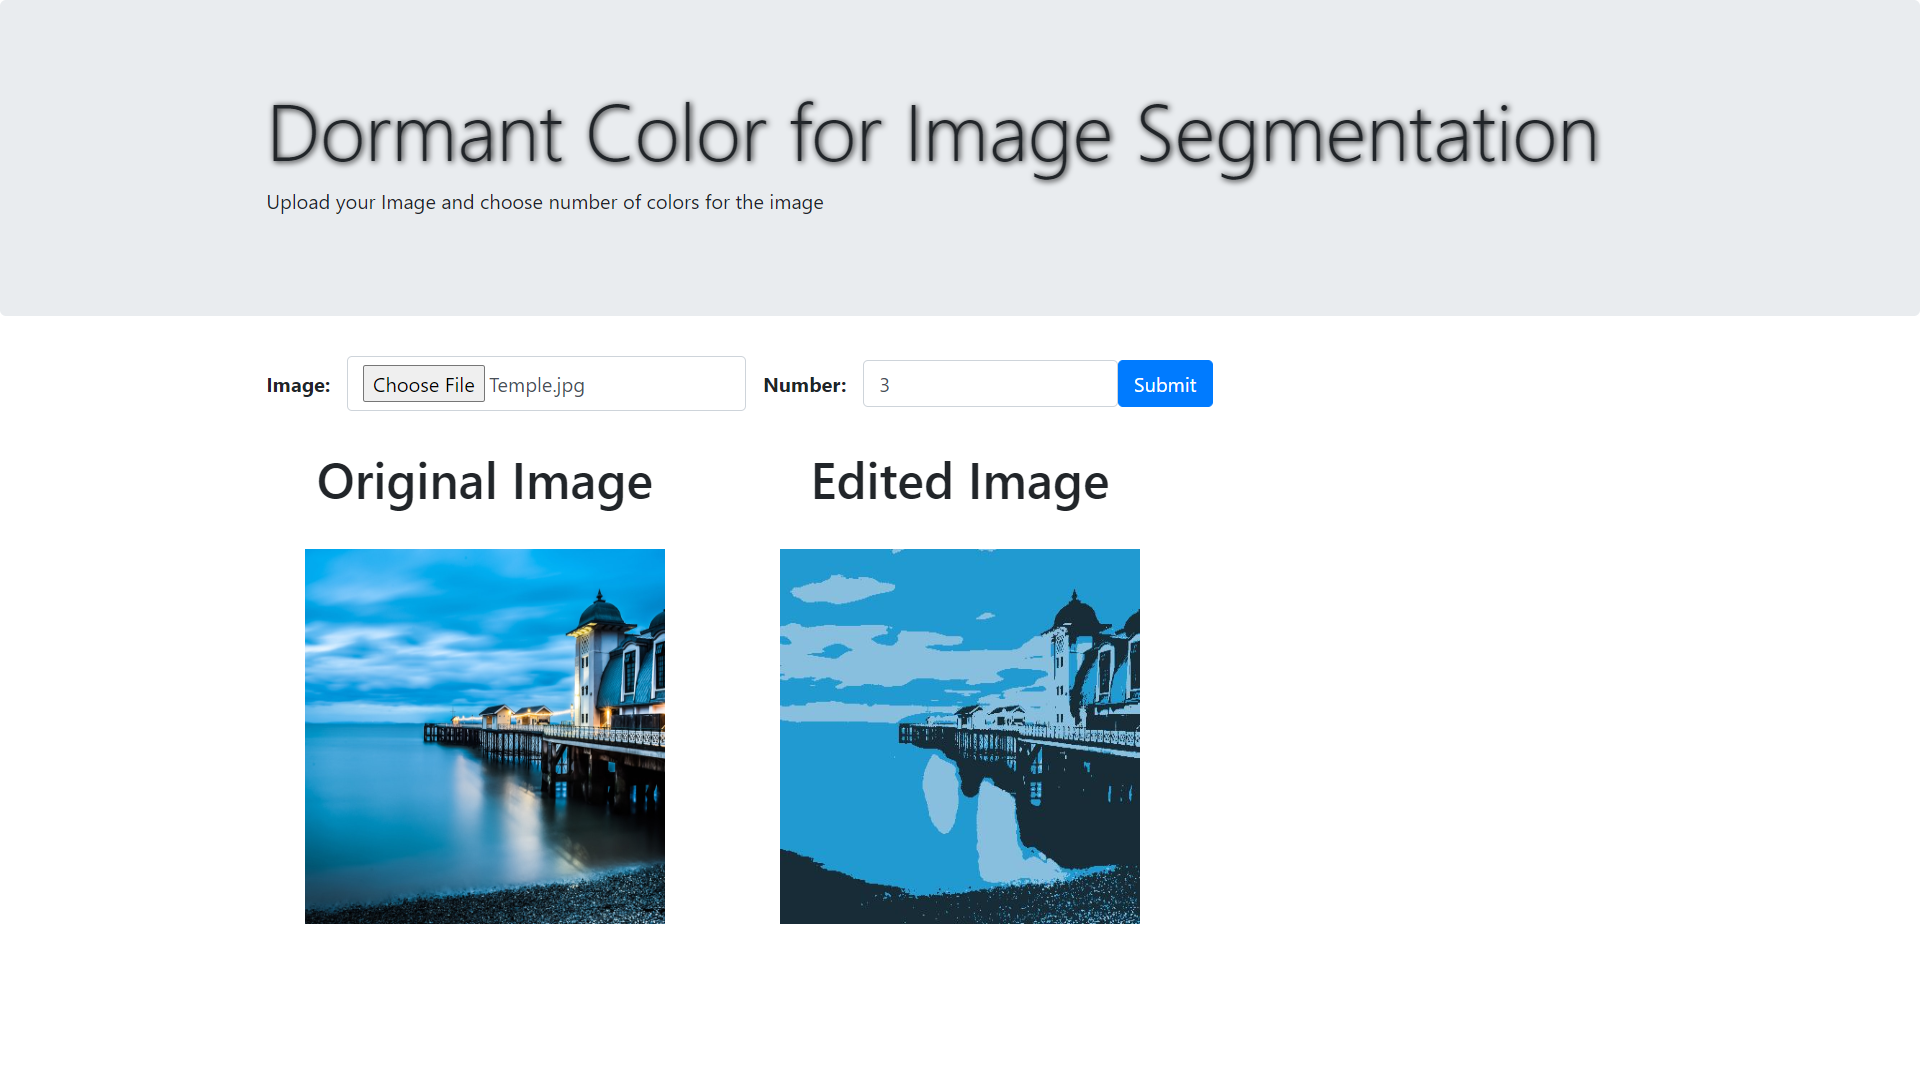 Dormant Color for Image Segmentation
Upload your Image and choose number of colors for the image
Image: Choose File Temple.jpg Number: 3 Submit
Original Image Edited Image